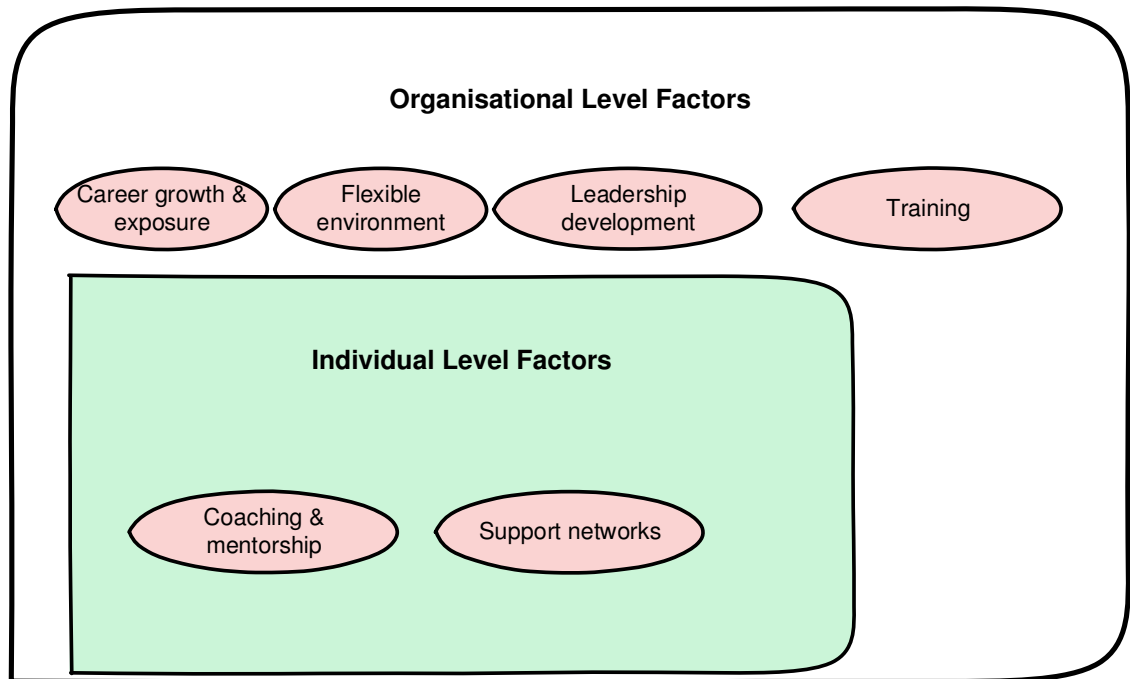 Organisational Level Factors
Career growth &
exposure
Flexible
environment
Leadership
development
Training
Individual Level Factors
Coaching &
mentorship
Support networks